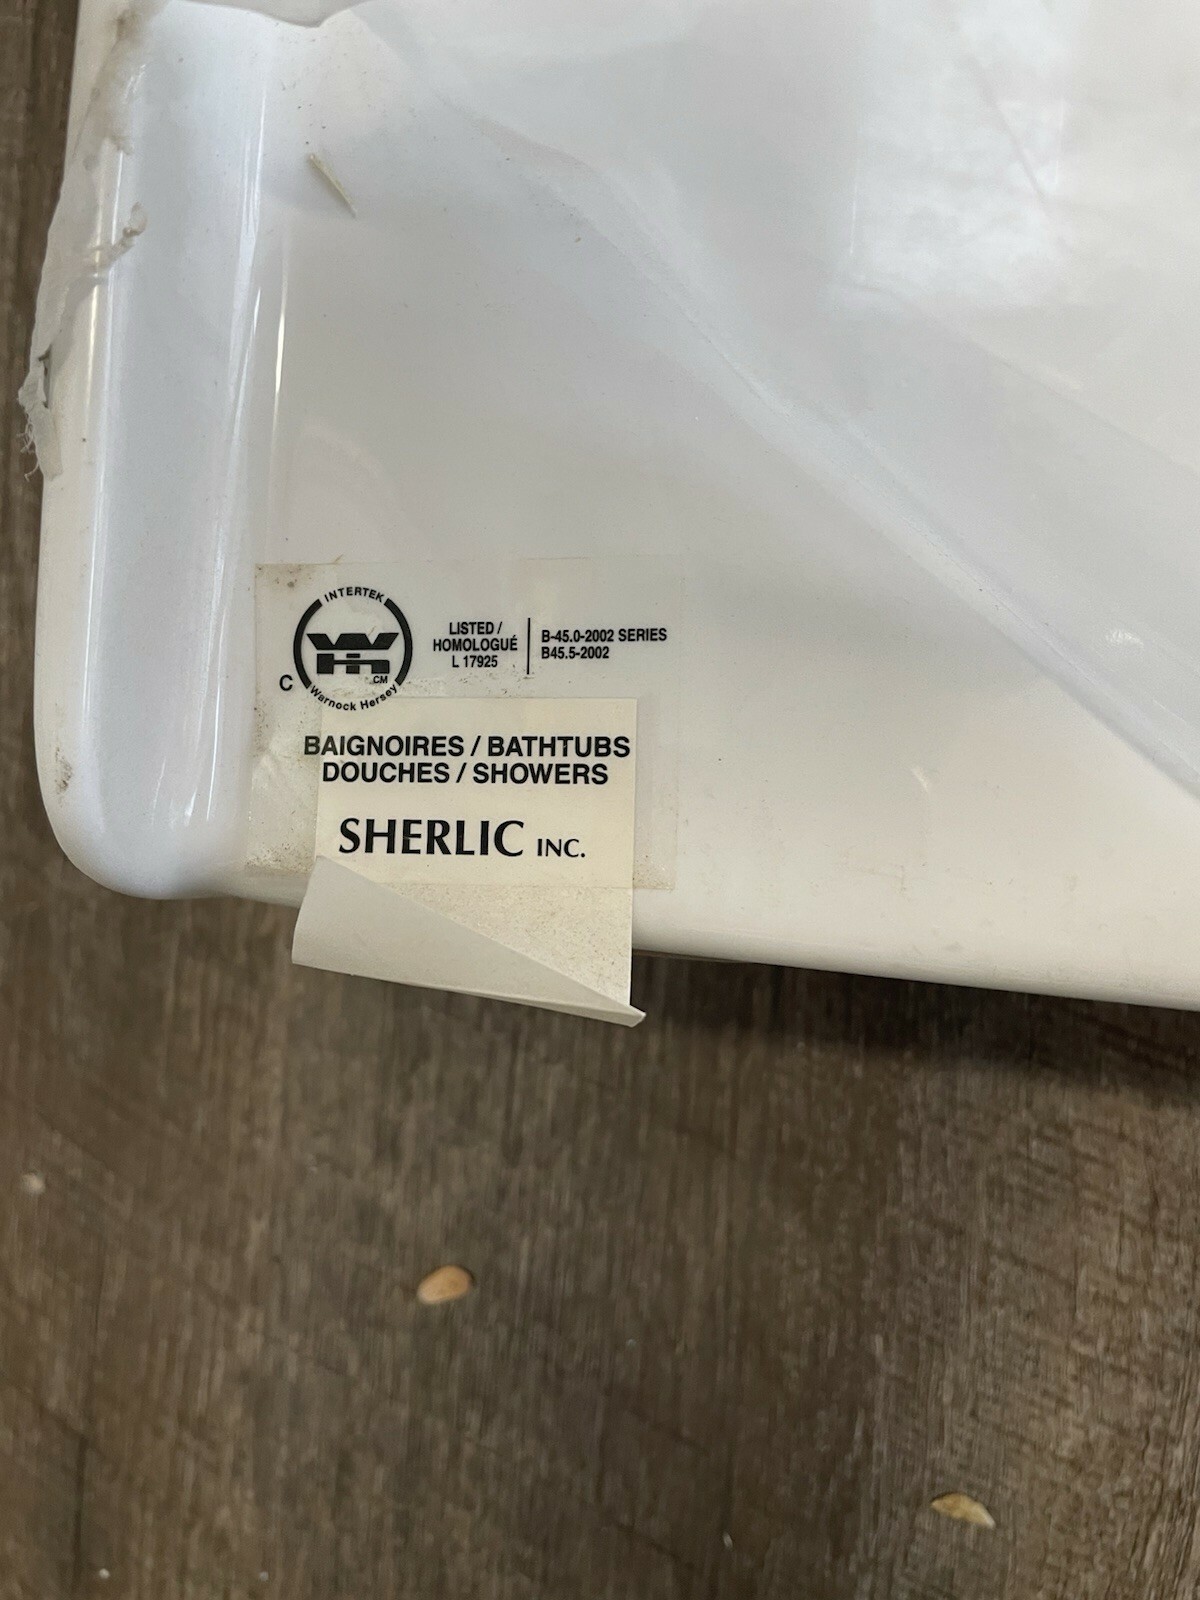 INTERTEK
WH
CM
C
Warnock Hersey
LISTED /
HOMOLOGUÉ
L 17925
B-45.0-2002 SERIES
B45.5-2002
BAIGNOIRES / BATHTUBS
DOUCHES / SHOWERS
SHERLIC INC.